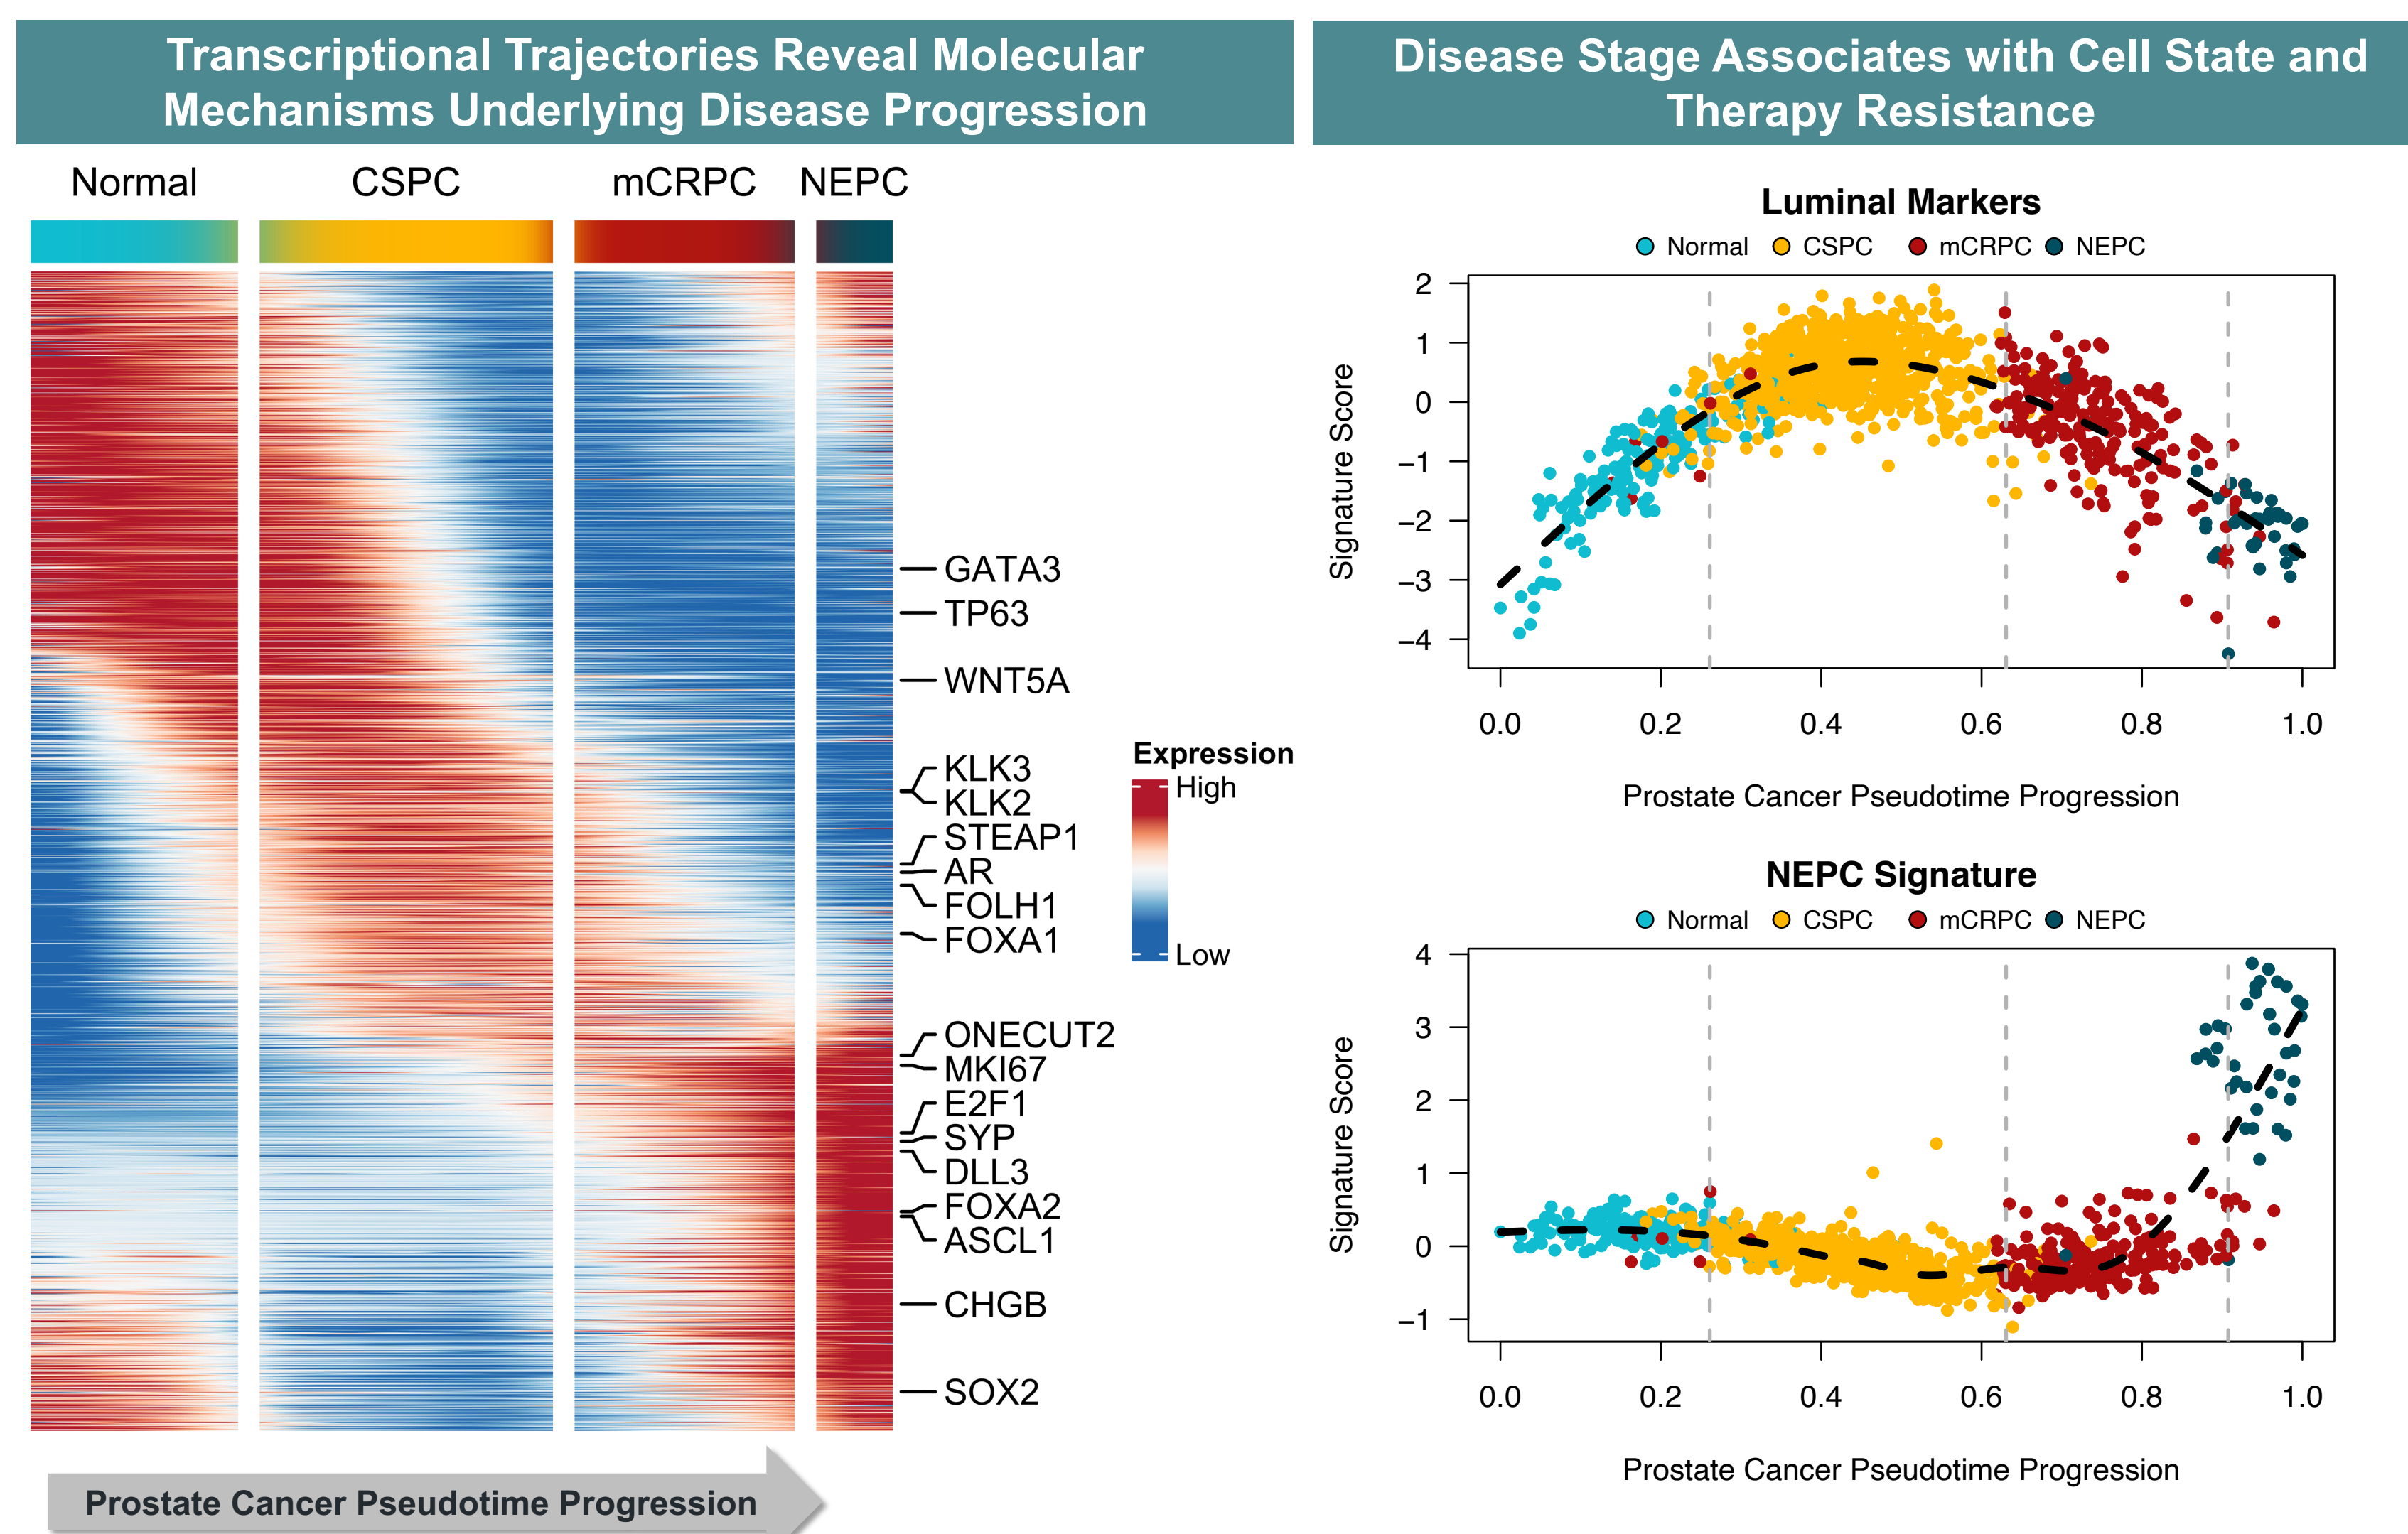 Transcriptional Trajectories Reveal Molecular
Mechanisms Underlying Disease Progression
Normal CSPC mCRPC NEPC
GATA3
TP63
WNT5A
KLK3
KLK2
STEAP1
AR
FOLH1
FOXA1
ONECUT2
MKI67
E2F1
SYP
DLL3
FOXA2
ASCL1
CHGB
SOX2
Expression
High
Low
Prostate Cancer Pseudotime Progression
Disease Stage Associates with Cell State and
Therapy Resistance
Luminal Markers
Normal CSPC mCRPC NEPC
Signature Score
2
1
0
−1
−2
−3
−4
0.0 0.2 0.4 0.6 0.8 1.0
Prostate Cancer Pseudotime Progression
NEPC Signature
Normal CSPC mCRPC NEPC
Signature Score
4
3
2
1
0
−1
0.0 0.2 0.4 0.6 0.8 1.0
Prostate Cancer Pseudotime Progression